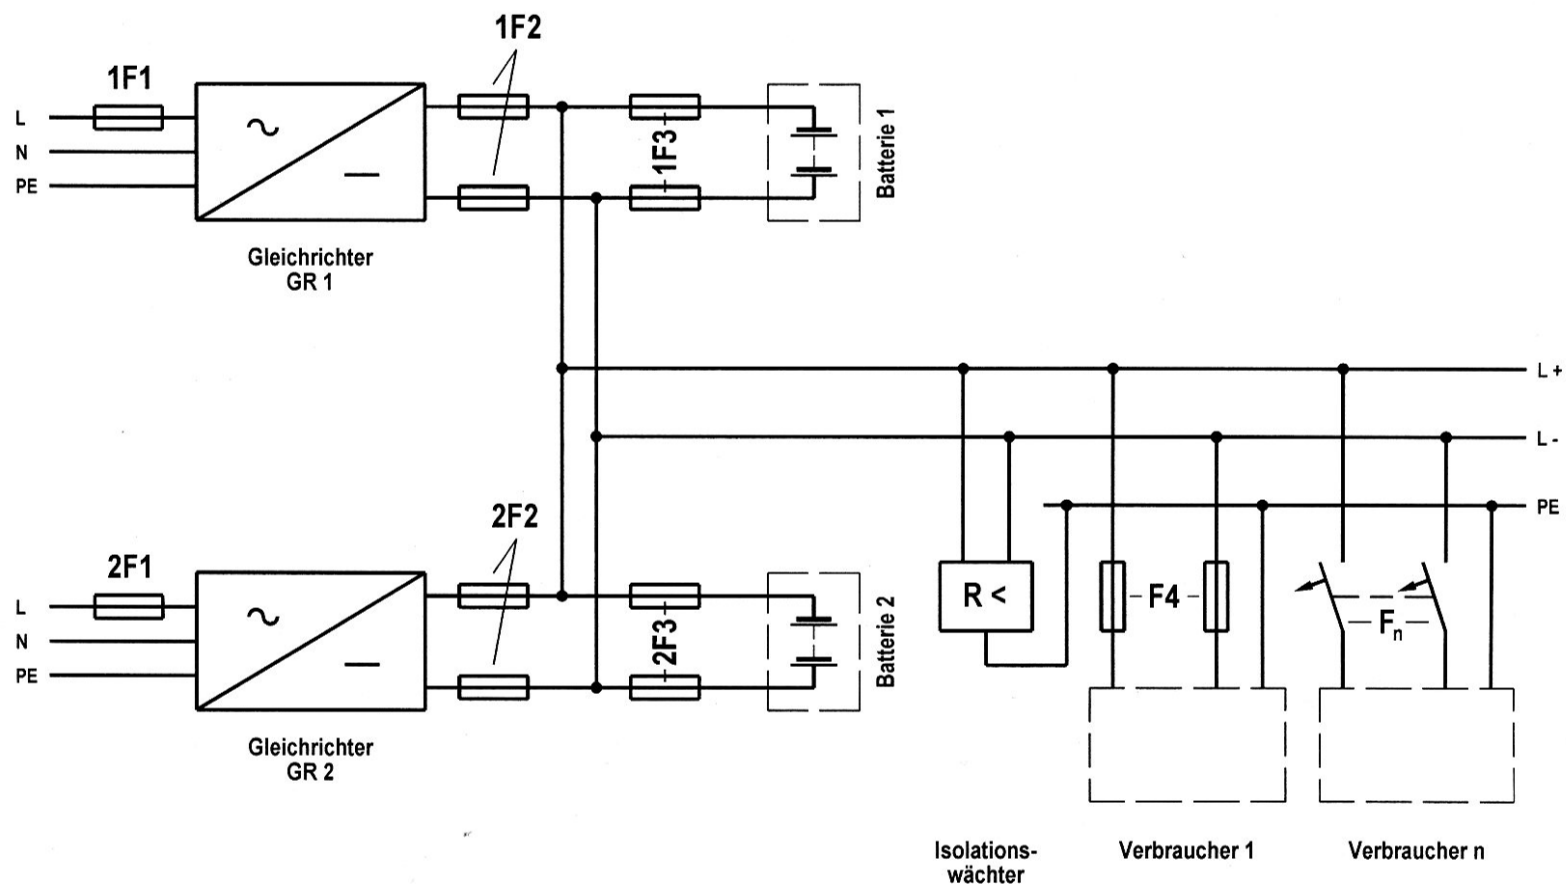 1F2
1F1
L
N
PE
Gleichrichter
GR 1
1F3
Batterie 1
L +
L -
PE
2F2
2F1
L
N
PE
Gleichrichter
GR 2
2F3
Batterie 2
R <
F4
Fn
Isolations-
wächter
Verbraucher 1
Verbraucher n